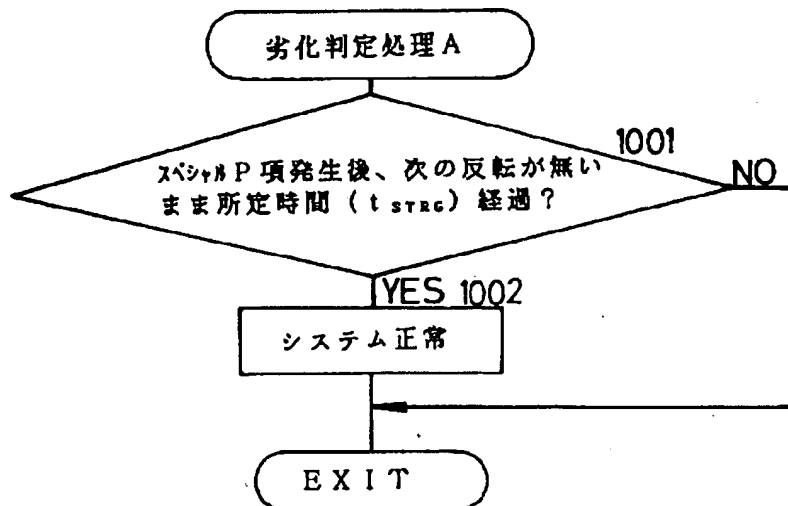 劣化判定処理A
1001
スペシャルP項発生後、次の反転が無い
まま所定時間(tSTRG)経過?
NO
YES 1002
システム正常
EXIT